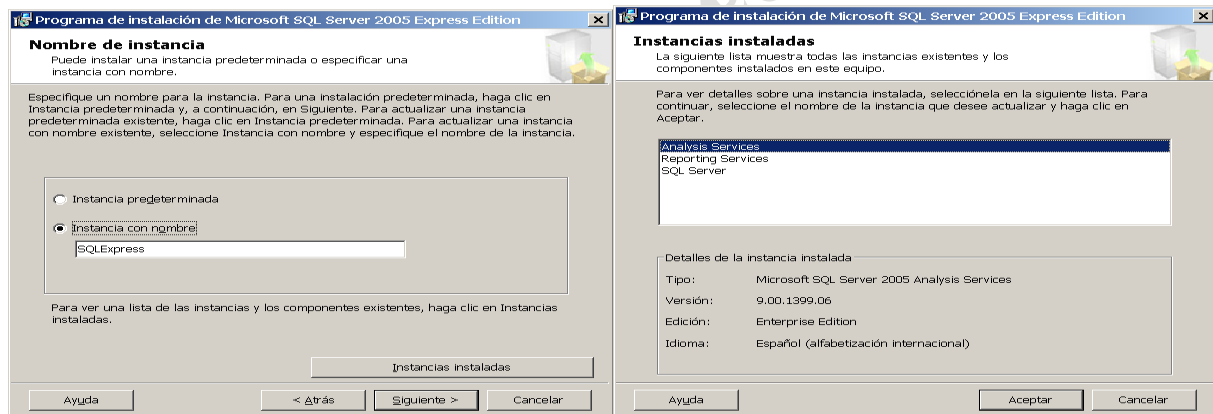 Programa de instalación de Microsoft SQL Server 2005 Express Edition
Nombre de instancia
Puede instalar una instancia predeterminada o especificar una
instancia con nombre.
Especifique un nombre para la instancia. Para una instalación predeterminada, haga clic en
Instancia predeterminada y, a continuación, en Siguiente. Para actualizar una instancia
predeterminada existente, haga clic en Instancia predeterminada. Para actualizar una instancia
con nombre existente, seleccione Instancia con nombre y especifique el nombre de la instancia.
Instancia predeterminada
Instancia con nombre
SQLExpress
Para ver una lista de las instancias y los componentes existentes, haga clic en Instancias
instaladas.
Instancias instaladas
Ayuda
< Atrás
Siguiente >
Cancelar
Programa de instalación de Microsoft SQL Server 2005 Express Edition
Instancias instaladas
La siguiente lista muestra todas las instancias existentes y los
componentes instalados en este equipo.
Para ver detalles sobre una instancia instalada, selecciónela en la siguiente lista. Para
continuar, seleccione el nombre de la instancia que desee actualizar y haga clic en
Aceptar.
Analysis Services
Reporting Services
SQL Server
Detalles de la instancia instalada
Tipo: Microsoft SQL Server 2005 Analysis Services
Versión: 9.00.1399.06
Edición: Enterprise Edition
Idioma: Español (alfabetización internacional)
Ayuda
Aceptar
Cancelar